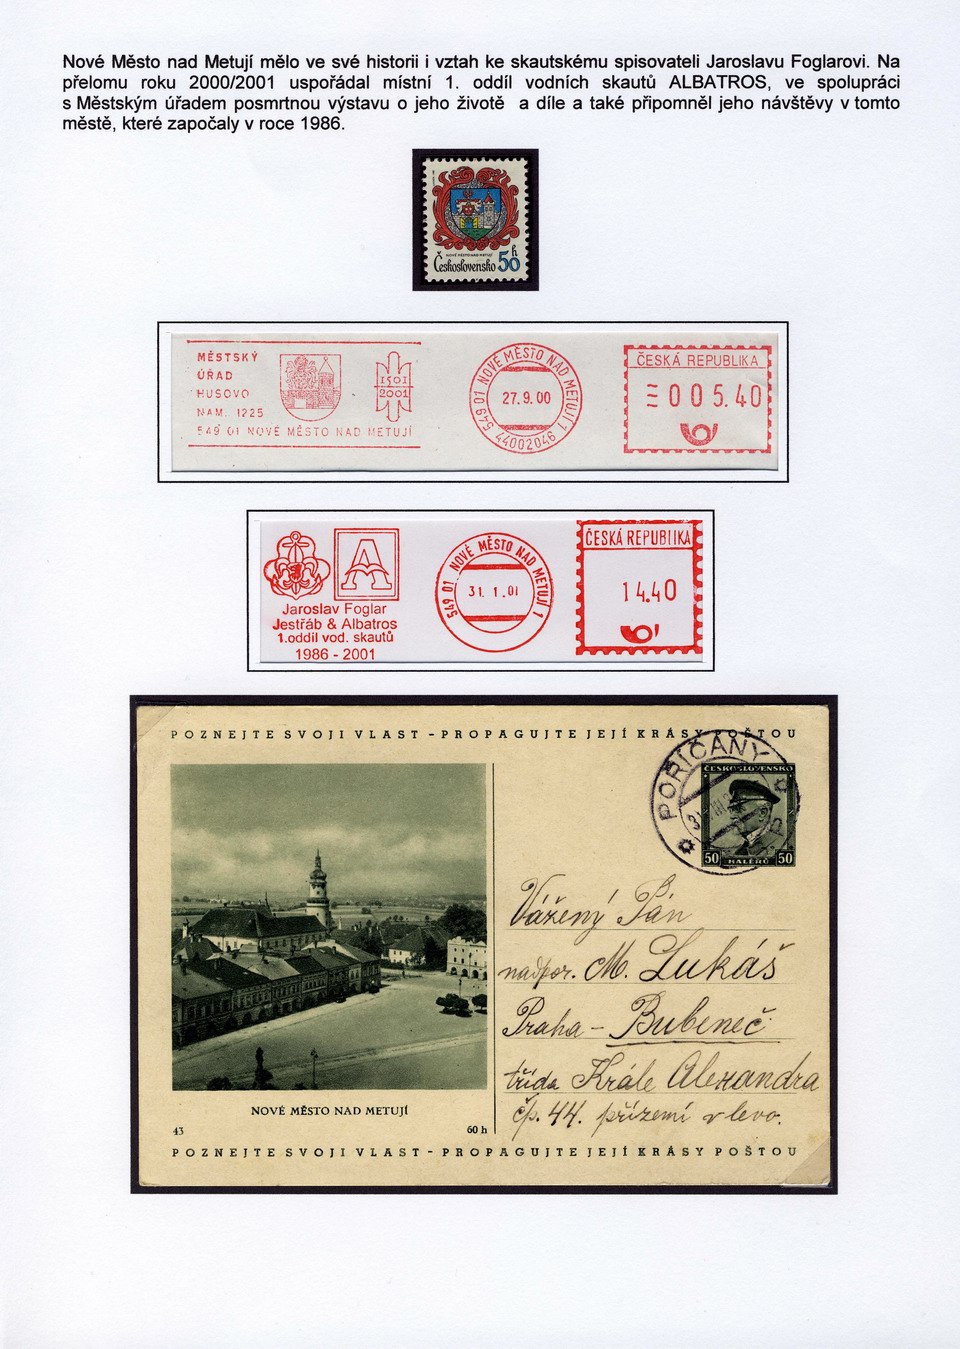 Nové Město nad Metují mělo ve své historii i vztah ke skautskému spisovateli Jaroslavu Foglarovi. Na
přelomu roku 2000/2001 uspořádal místní 1. oddíl vodních skautů ALBATROS, ve spolupráci
s Městským úřadem posmrtnou výstavu o jeho životě a díle a také připomněl jeho návštěvy v tomto
městě, které započaly v roce 1986.
NOVÉ MĚSTO NAD METUJÍ
Československo 50 h
MĚSTSKÝ
ÚŘAD
HUSOVO
NÁM. 1225
549 01 NOVÉ MĚSTO NAD METUJÍ
1501
2001
549 01 NOVÉ MĚSTO NAD METUJÍ 1
27. 9. 00
44002046
ČESKÁ REPUBLIKA
005.40
A
Jaroslav Foglar
Jestřáb & Albatros
1.oddíl vod. skautů
1986 - 2001
549 01 NOVÉ MĚSTO NAD METUJÍ 1
31. 1. 01
ČESKÁ REPUBLIKA
14.40
POZNEJTE SVOJI VLAST - PROPAGUJTE JEJÍ KRÁSY POŠTOU
POŘÍČANY
ČESKOSLOVENSKO
50 HALÉŘŮ 50
Vážený Pán
nadpor. M. Lukáš
Praha - Bubeneč
třída Krále Alexandra
čp. 44. přízemí vlevo.
NOVÉ MĚSTO NAD METUJÍ
43
60 h
POZNEJTE SVOJI VLAST - PROPAGUJTE JEJÍ KRÁSY POŠTOU